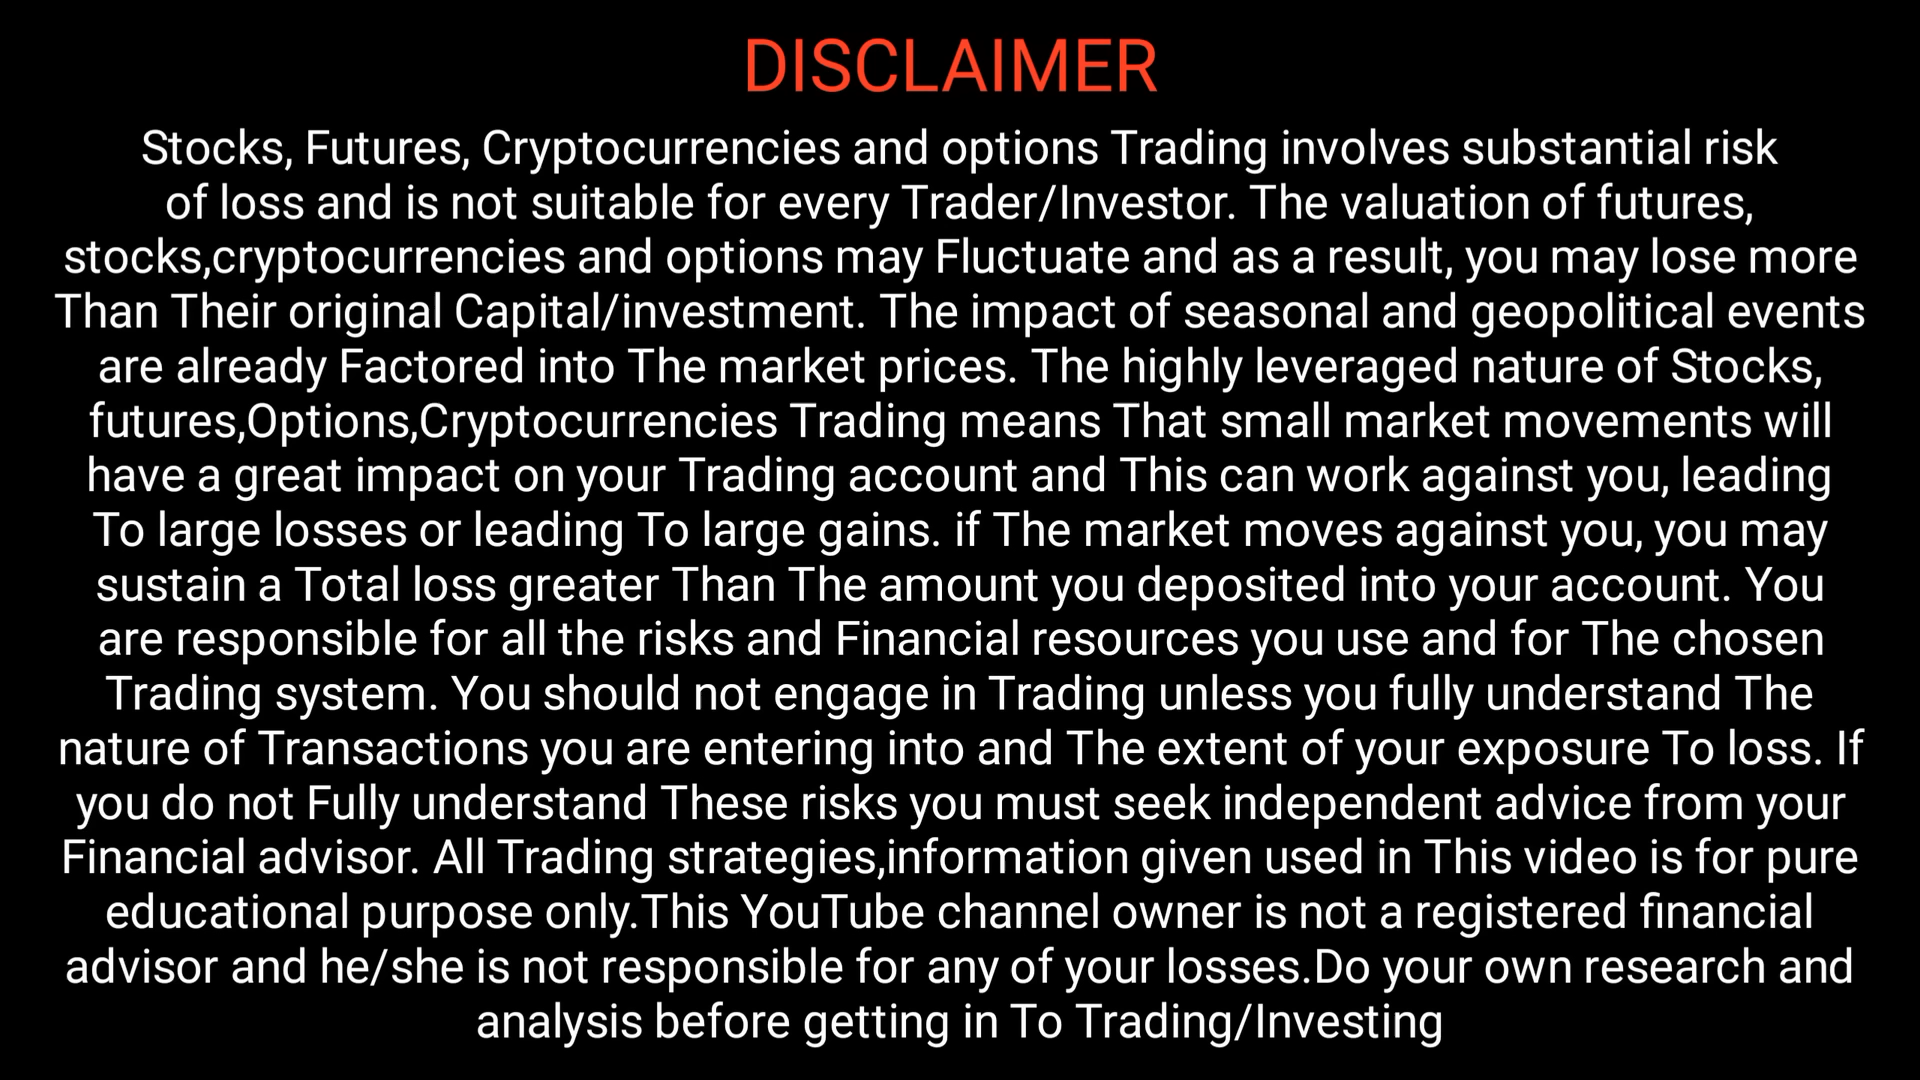 DISCLAIMER
Stocks, Futures, Cryptocurrencies and options Trading involves substantial risk
of loss and is not suitable for every Trader/Investor. The valuation of futures,
stocks,cryptocurrencies and options may Fluctuate and as a result, you may lose more
Than Their original Capital/investment. The impact of seasonal and geopolitical events
are already Factored into The market prices. The highly leveraged nature of Stocks,
futures,Options,Cryptocurrencies Trading means That small market movements will
have a great impact on your Trading account and This can work against you, leading
To large losses or leading To large gains. if The market moves against you, you may
sustain a Total loss greater Than The amount you deposited into your account. You
are responsible for all the risks and Financial resources you use and for The chosen
Trading system. You should not engage in Trading unless you fully understand The
nature of Transactions you are entering into and The extent of your exposure To loss. If
you do not Fully understand These risks you must seek independent advice from your
Financial advisor. All Trading strategies,information given used in This video is for pure
educational purpose only.This YouTube channel owner is not a registered financial
advisor and he/she is not responsible for any of your losses.Do your own research and
analysis before getting in To Trading/Investing